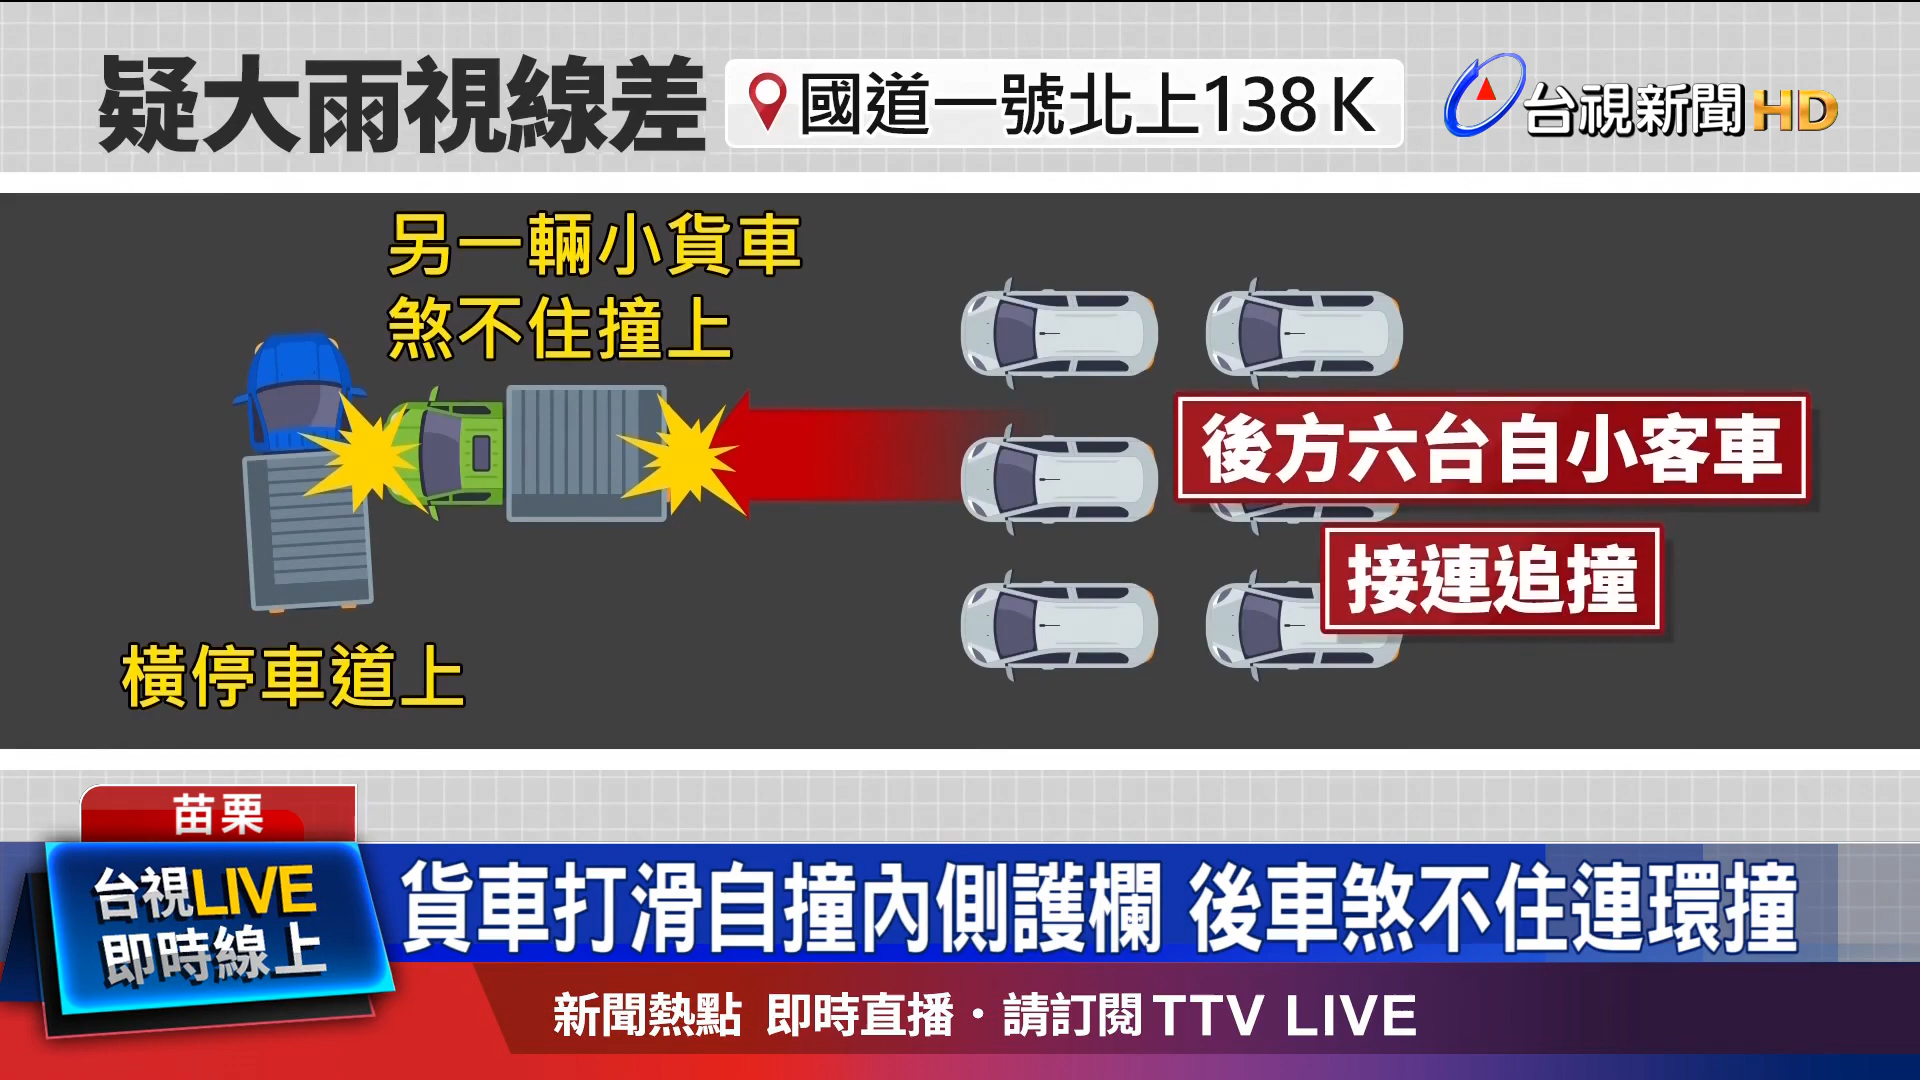 疑大雨視線差
國道一號北上138K
台視新聞HD
另一輛小貨車
煞不住撞上
後方六台自小客車
接連追撞
橫停車道上
苗栗
台視LIVE
即時線上
貨車打滑自撞內側護欄 後車煞不住連環撞
新聞熱點 即時直播・請訂閱TTV LIVE